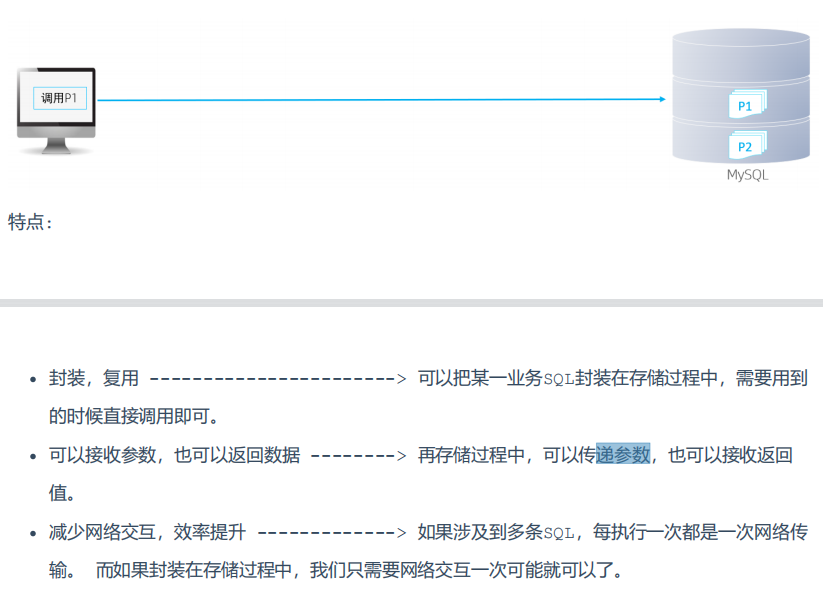 调用P1
P1
P2
MySQL
特点：
• 封装，复用 -----------------------> 可以把某一业务SQL封装在存储过程中，需要用到
的时候直接调用即可。
• 可以接收参数，也可以返回数据 --------> 再存储过程中，可以传递参数，也可以接收返回
值。
• 减少网络交互，效率提升 -------------> 如果涉及到多条SQL，每执行一次都是一次网络传
输。 而如果封装在存储过程中，我们只需要网络交互一次可能就可以了。